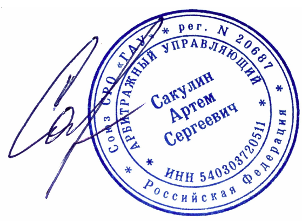 * Союз СРО «ГАУ» * рег. N 20687
* Российская Федерация *
АРБИТРАЖНЫЙ УПРАВЛЯЮЩИЙ
* ИНН 540303720511 *
Сакулин
Артем
Сергеевич